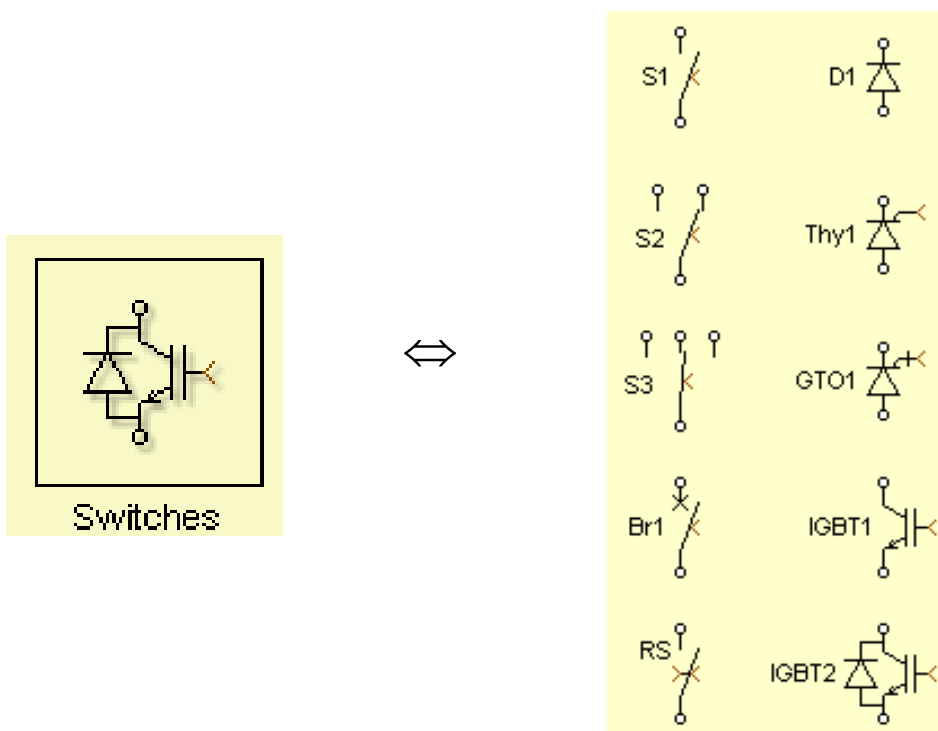 Switches
S1 D1
S2 Thy1
S3 GTO1
Br1 IGBT1
RS IGBT2